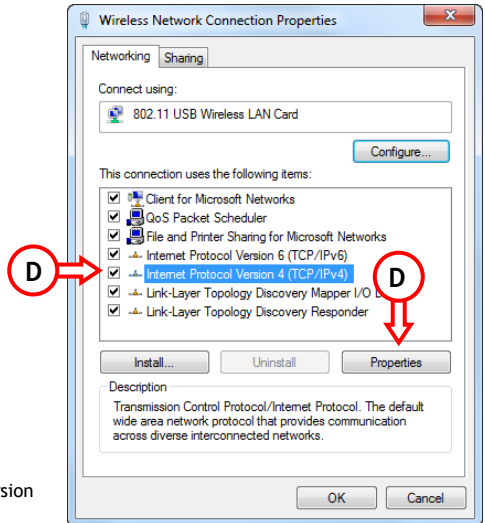 Wireless Network Connection Properties
Networking Sharing
Connect using:
802.11 USB Wireless LAN Card
Configure...
This connection uses the following items:
Client for Microsoft Networks
QoS Packet Scheduler
File and Printer Sharing for Microsoft Networks
Internet Protocol Version 6 (TCP/IPv6)
D
Internet Protocol Version 4 (TCP/IPv4)
D
Link-Layer Topology Discovery Mapper I/O D
Link-Layer Topology Discovery Responder
Install... Uninstall Properties
Description
Transmission Control Protocol/Internet Protocol. The default
wide area network protocol that provides communication
across diverse interconnected networks.
OK Cancel